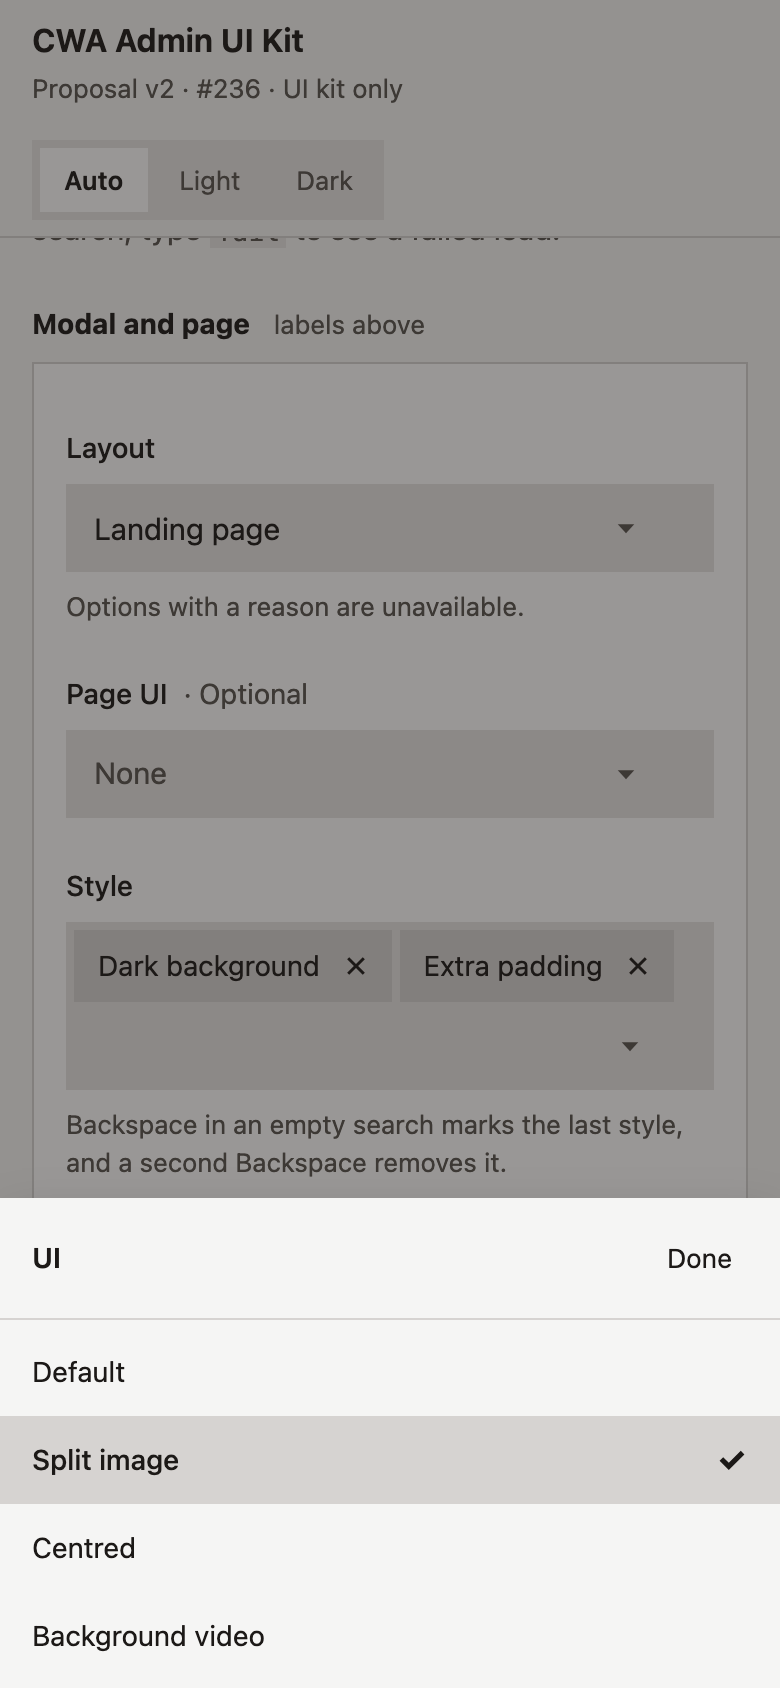 CWA Admin UI Kit
Proposal v2 · #236 · UI kit only
Auto Light Dark
Modal and page labels above
Layout
Landing page
Options with a reason are unavailable.
Page UI · Optional
None
Style
Dark background ✕ Extra padding ✕
Backspace in an empty search marks the last style,
and a second Backspace removes it.
UI Done
Default
Split image
Centred
Background video